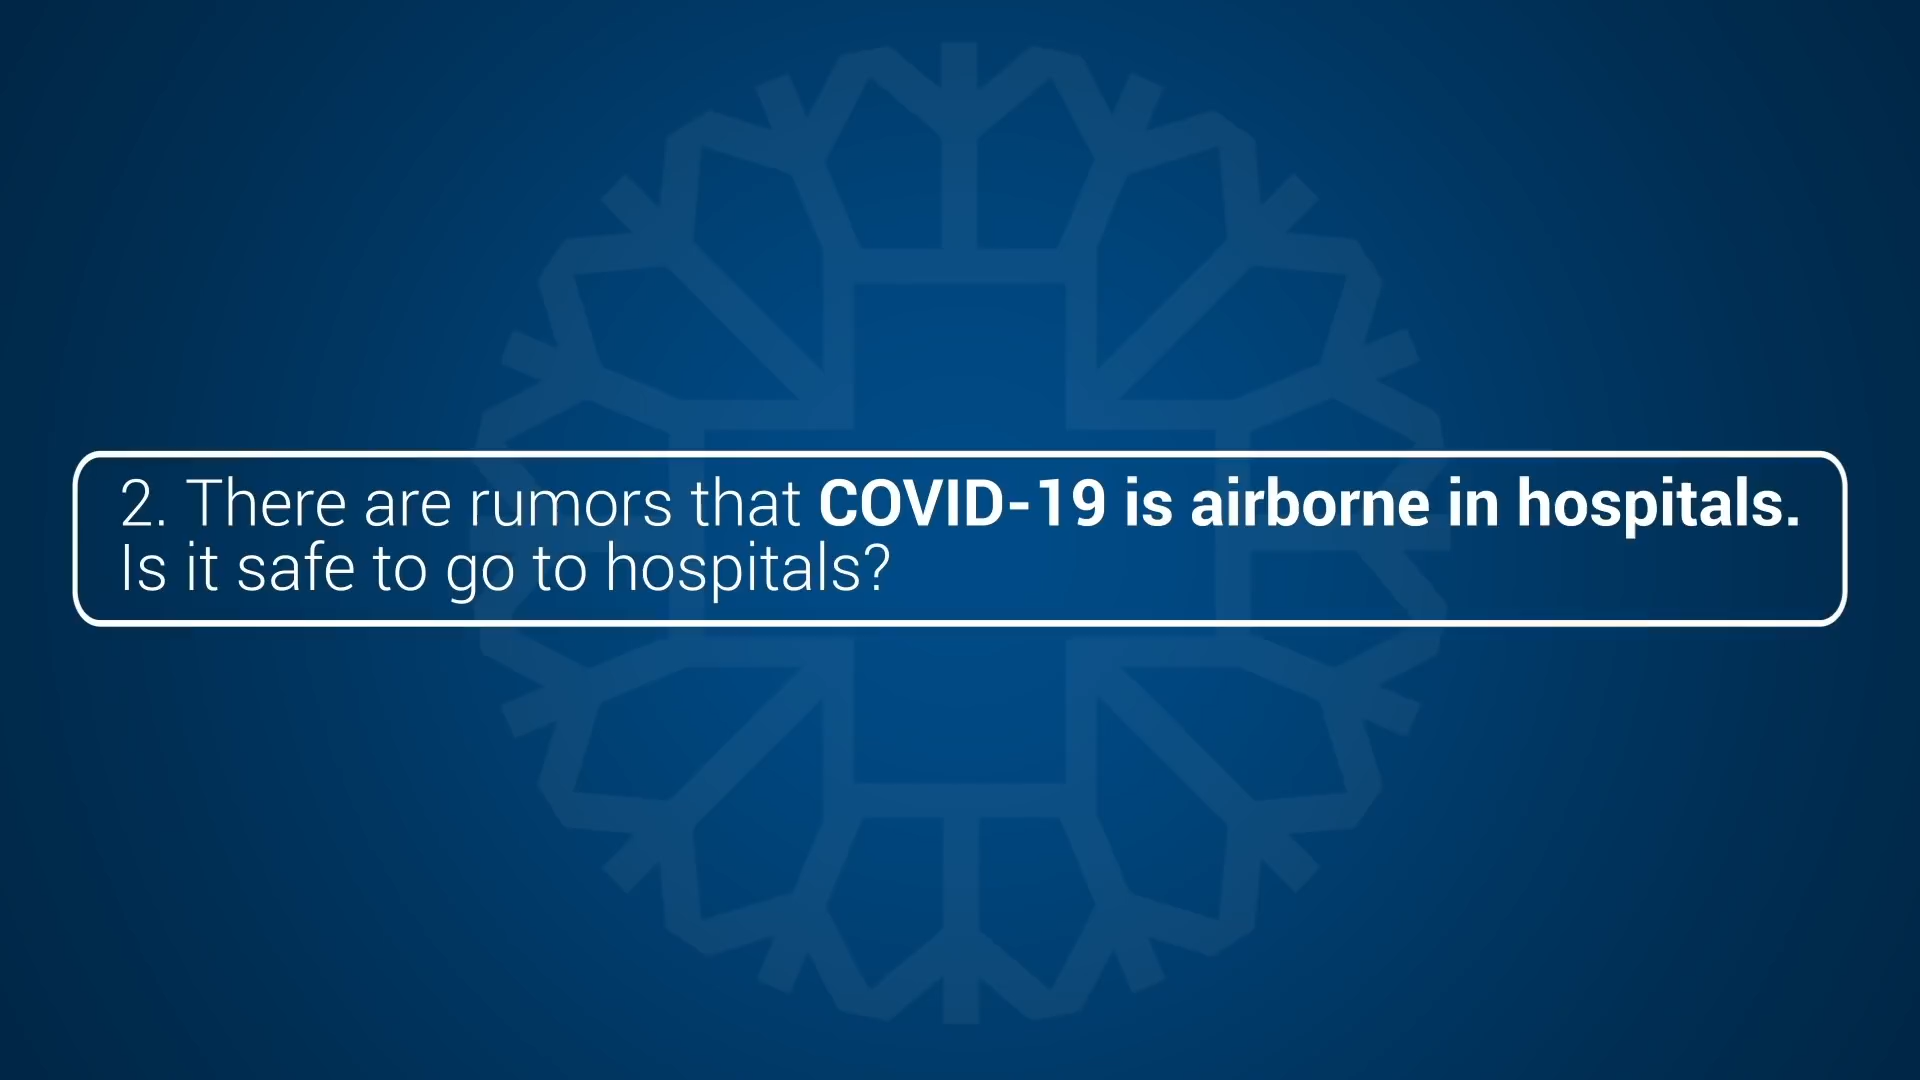 2. There are rumors that COVID-19 is airborne in hospitals.
Is it safe to go to hospitals?